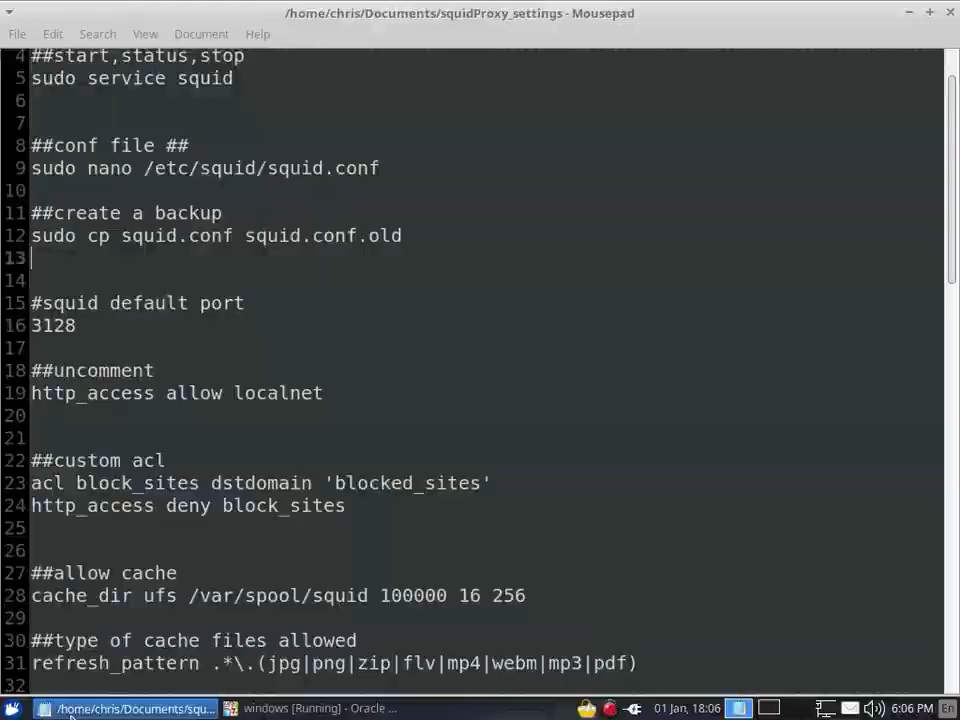 /home/chris/Documents/squidProxy_settings - Mousepad
File Edit Search View Document Help
4 ##start,status,stop
5 sudo service squid
6
7
8 ##conf file ##
9 sudo nano /etc/squid/squid.conf
10
11 ##create a backup
12 sudo cp squid.conf squid.conf.old
13
14
15 #squid default port
16 3128
17
18 ##uncomment
19 http_access allow localnet
20
21
22 ##custom acl
23 acl block_sites dstdomain 'blocked_sites'
24 http_access deny block_sites
25
26
27 ##allow cache
28 cache_dir ufs /var/spool/squid 100000 16 256
29
30 ##type of cache files allowed
31 refresh_pattern .*\.(jpg|png|zip|flv|mp4|webm|mp3|pdf)
32
/home/chris/Documents/squ... windows [Running] - Oracle ... 01 Jan, 18:06 En 6:06 PM